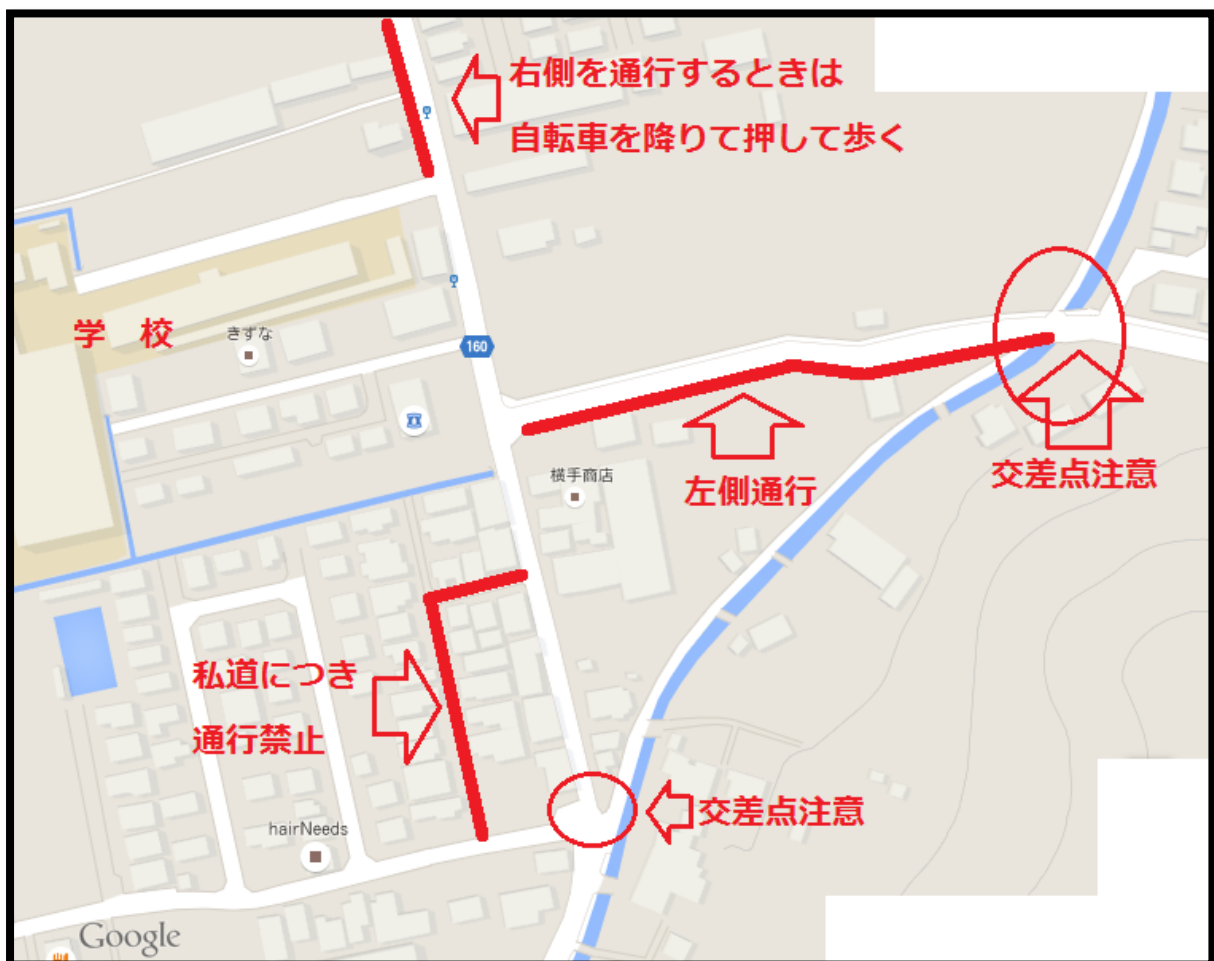 右側を通行するときは
自転車を降りて押して歩く
学 校
きずな
160
横手商店
左側通行
交差点注意
私道につき
通行禁止
交差点注意
hairNeeds
Google